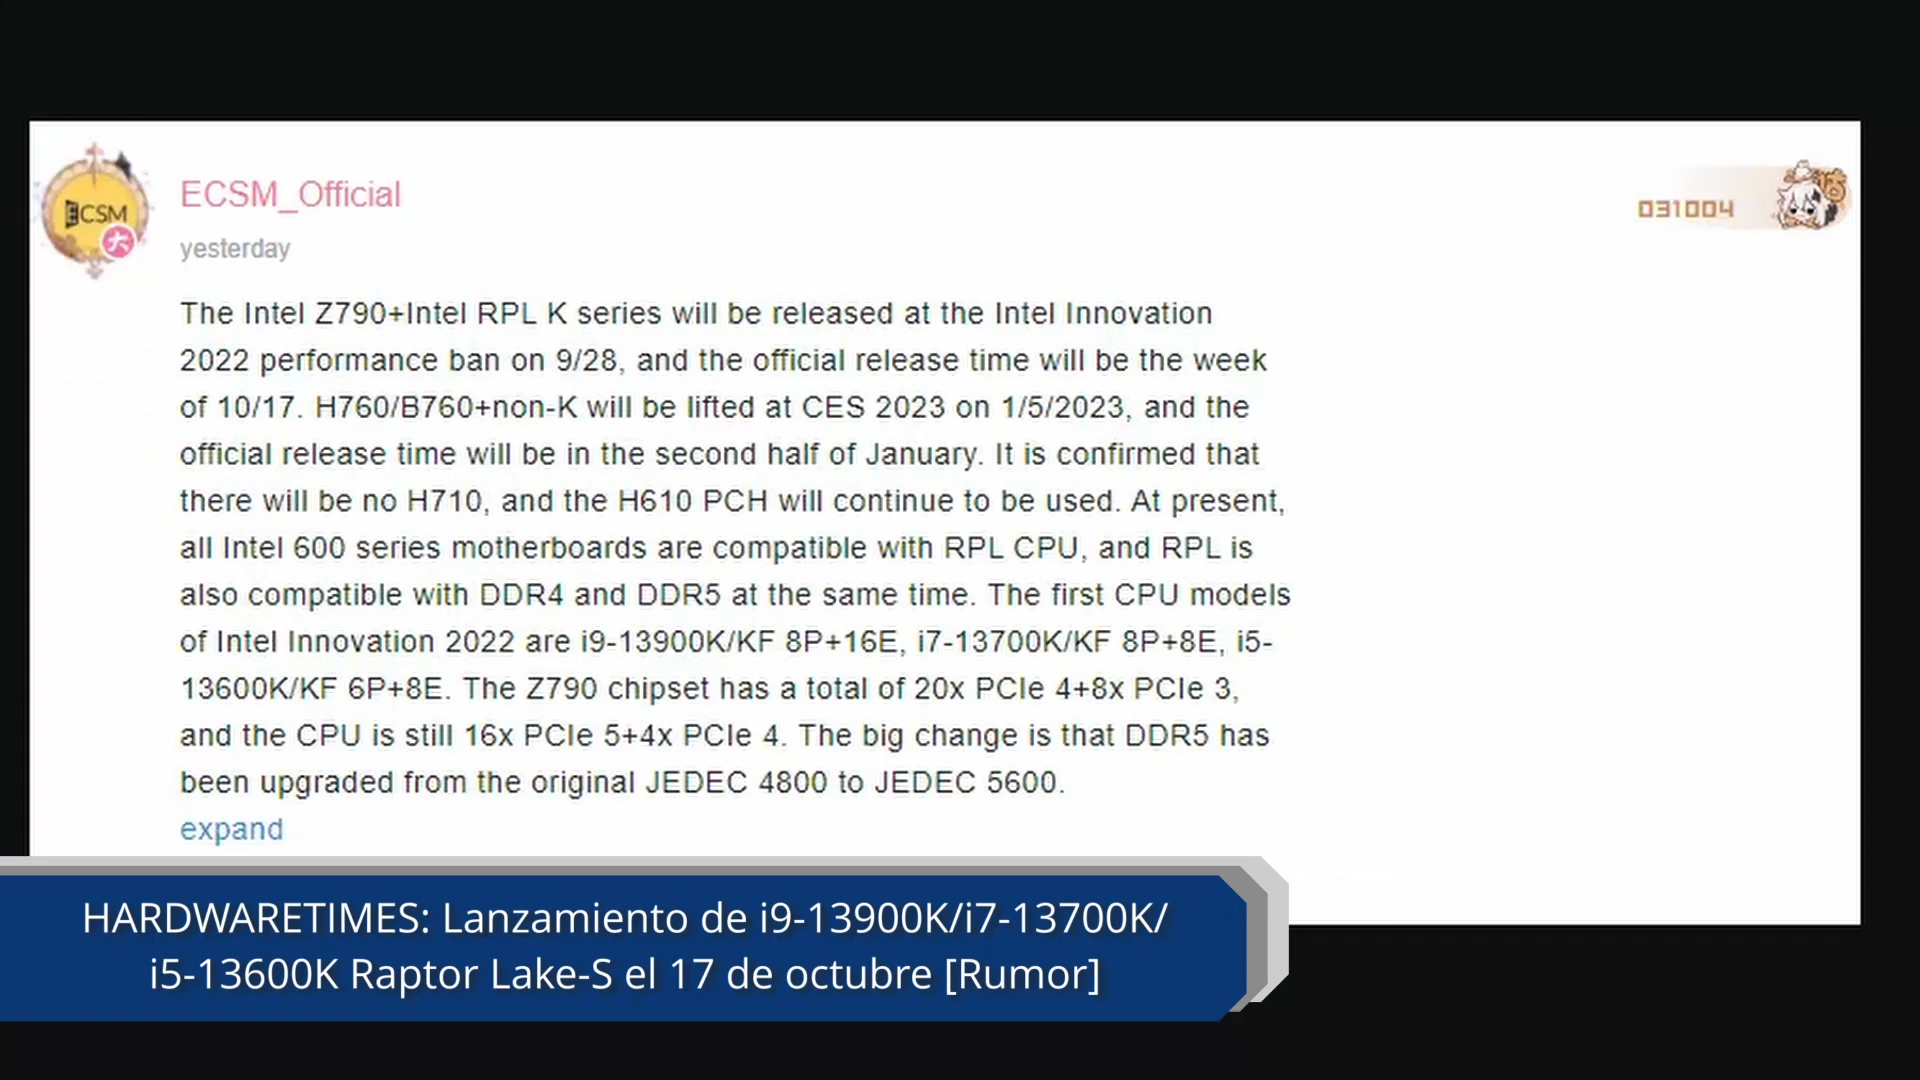 ECSM
大
ECSM_Official
yesterday
031004
The Intel Z790+Intel RPL K series will be released at the Intel Innovation
2022 performance ban on 9/28, and the official release time will be the week
of 10/17. H760/B760+non-K will be lifted at CES 2023 on 1/5/2023, and the
official release time will be in the second half of January. It is confirmed that
there will be no H710, and the H610 PCH will continue to be used. At present,
all Intel 600 series motherboards are compatible with RPL CPU, and RPL is
also compatible with DDR4 and DDR5 at the same time. The first CPU models
of Intel Innovation 2022 are i9-13900K/KF 8P+16E, i7-13700K/KF 8P+8E, i5-
13600K/KF 6P+8E. The Z790 chipset has a total of 20x PCIe 4+8x PCIe 3,
and the CPU is still 16x PCIe 5+4x PCIe 4. The big change is that DDR5 has
been upgraded from the original JEDEC 4800 to JEDEC 5600.
expand
HARDWARETIMES: Lanzamiento de i9-13900K/i7-13700K/
i5-13600K Raptor Lake-S el 17 de octubre [Rumor]